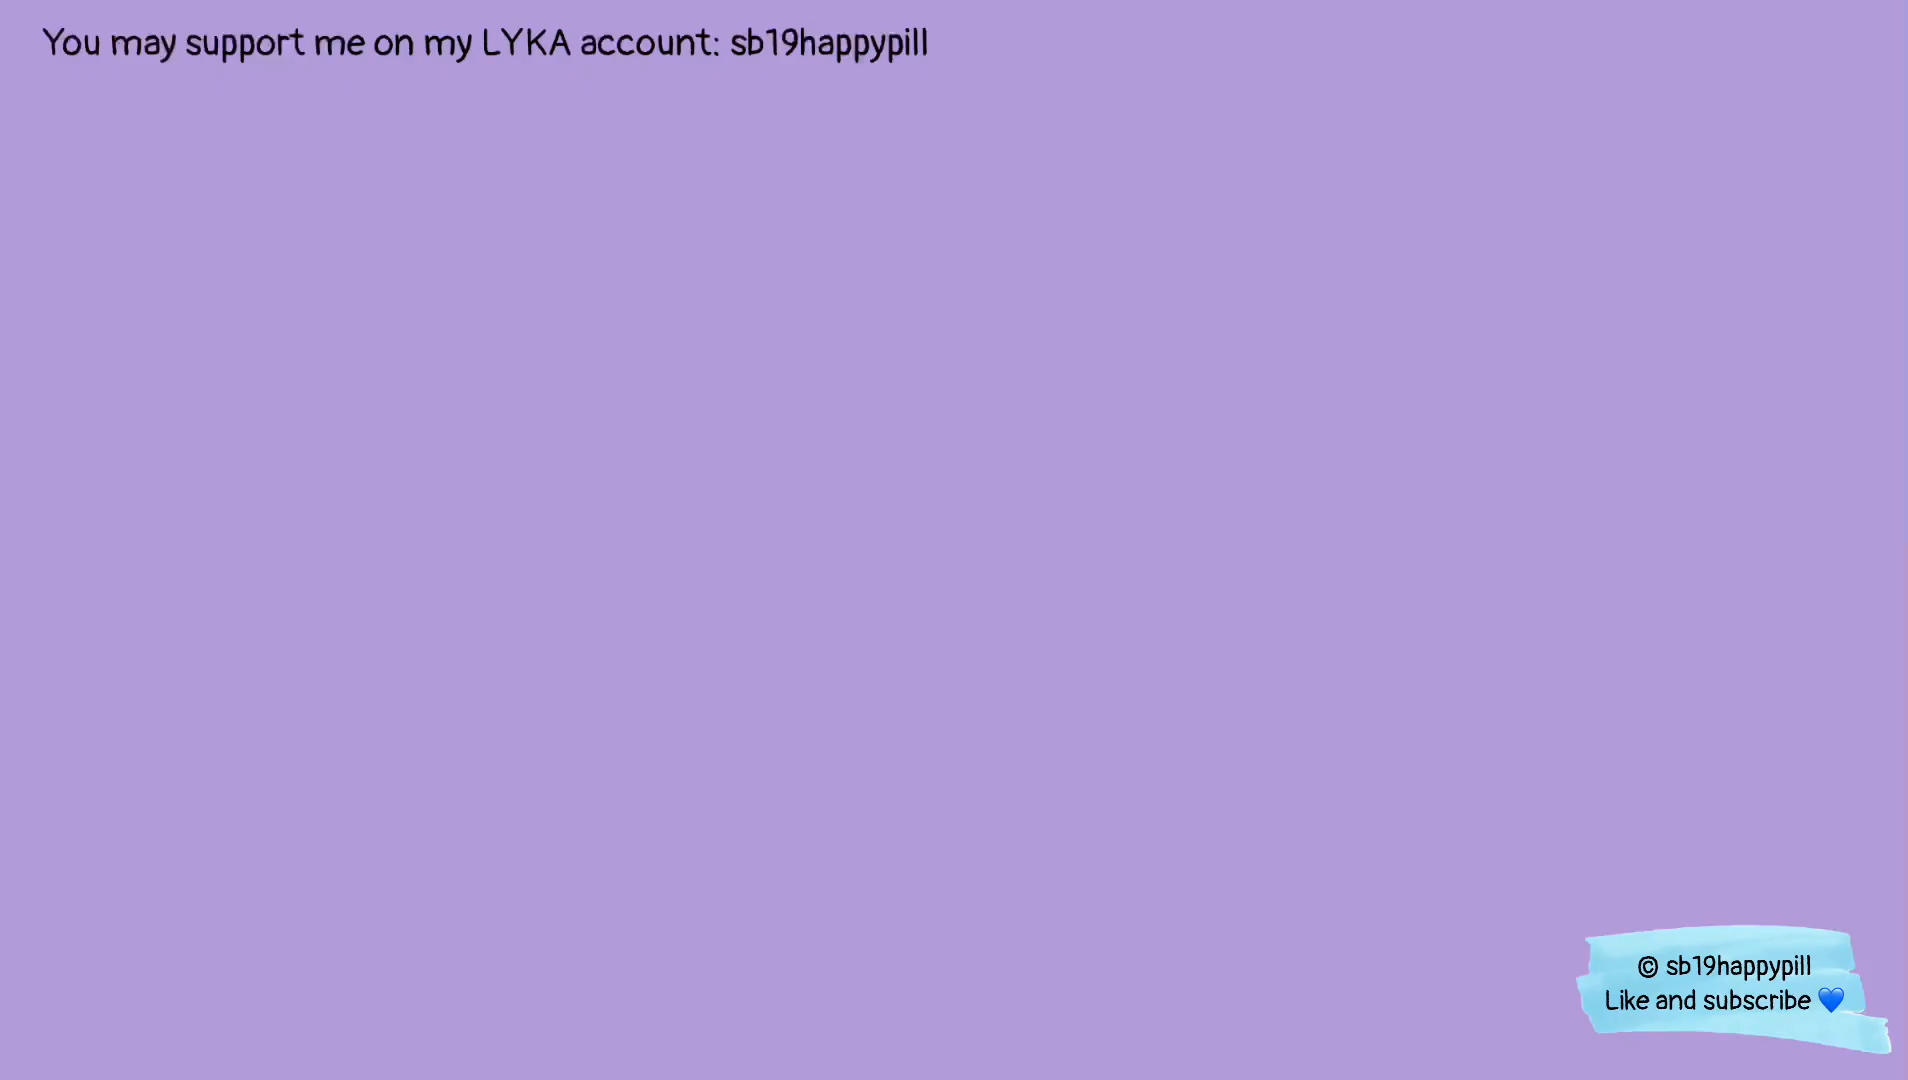 You may support me on my LYKA account: sb19happypill
© sb19happypill
Like and subscribe 💙